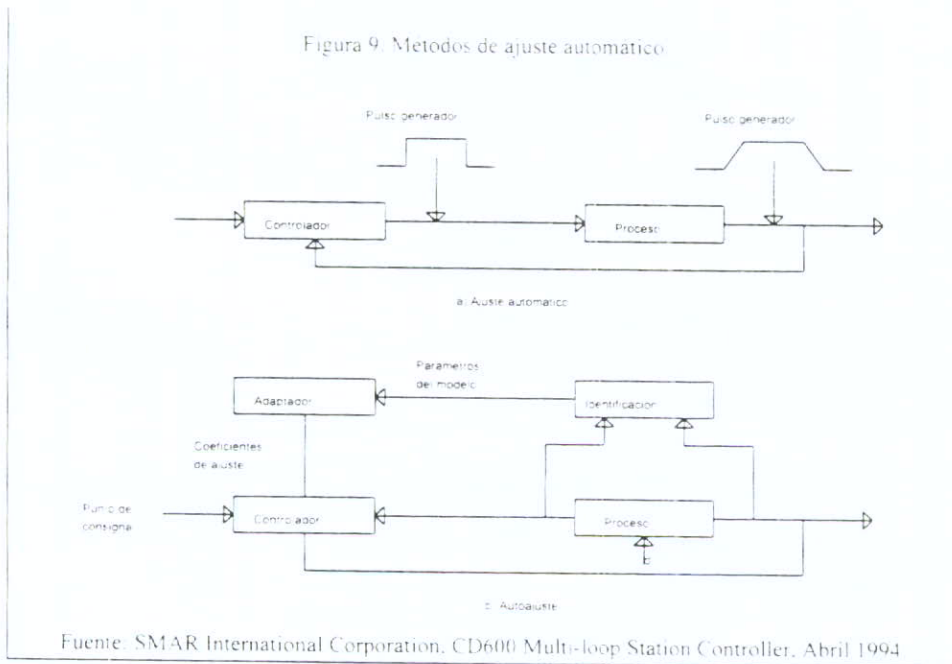 Figura 9. Metodos de ajuste automático
Pulso generador
Pulso generador
Controlador
Proceso
a) Ajuste automatico
Parametros
del modelo
Adaptador
Identificacion
Coeficientes
de ajuste
Punto de
consigna
Controlador
Proceso
Autoajuste
Fuente: SMAR International Corporation, CD600 Multi-loop Station Controller, Abril 1994